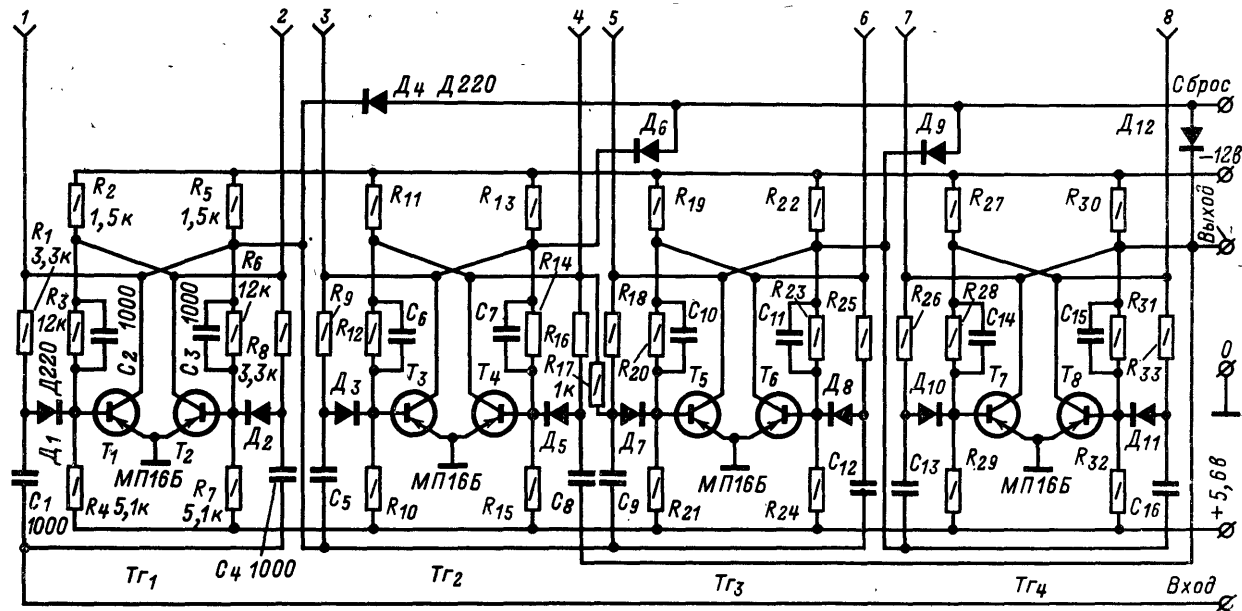 1 2 3 4 5 6 7 8
Сброс
Д4 Д220
Д6
Д9
Д12
−12в
R2
1,5к
R5
1,5к
R11
R13
R19
R22
R27
R30
Выход
R1
3,3к
R6
12к
R14
R3
12к
C2 1000
C3 1000
R8
3,3к
R9
R12
C6
C7
R16
R17
1к
R18
R20
C10
C11
R23
R25
R26
R28
C14
C15
R31
R33
0
Д220
Д1
T1
T2
Д2
Д3
T3
T4
Д5
Д7
T5
T6
Д8
Д10
T7
T8
Д11
МП16Б
МП16Б
МП16Б
МП16Б
C1
1000
R4 5,1к
R7
5,1к
C4 1000
C5
R10
R15
C8
C9
R21
R24
C12
C13
R29
R32
C16
+5,6в
Тг1
Тг2
Тг3
Тг4
Вход